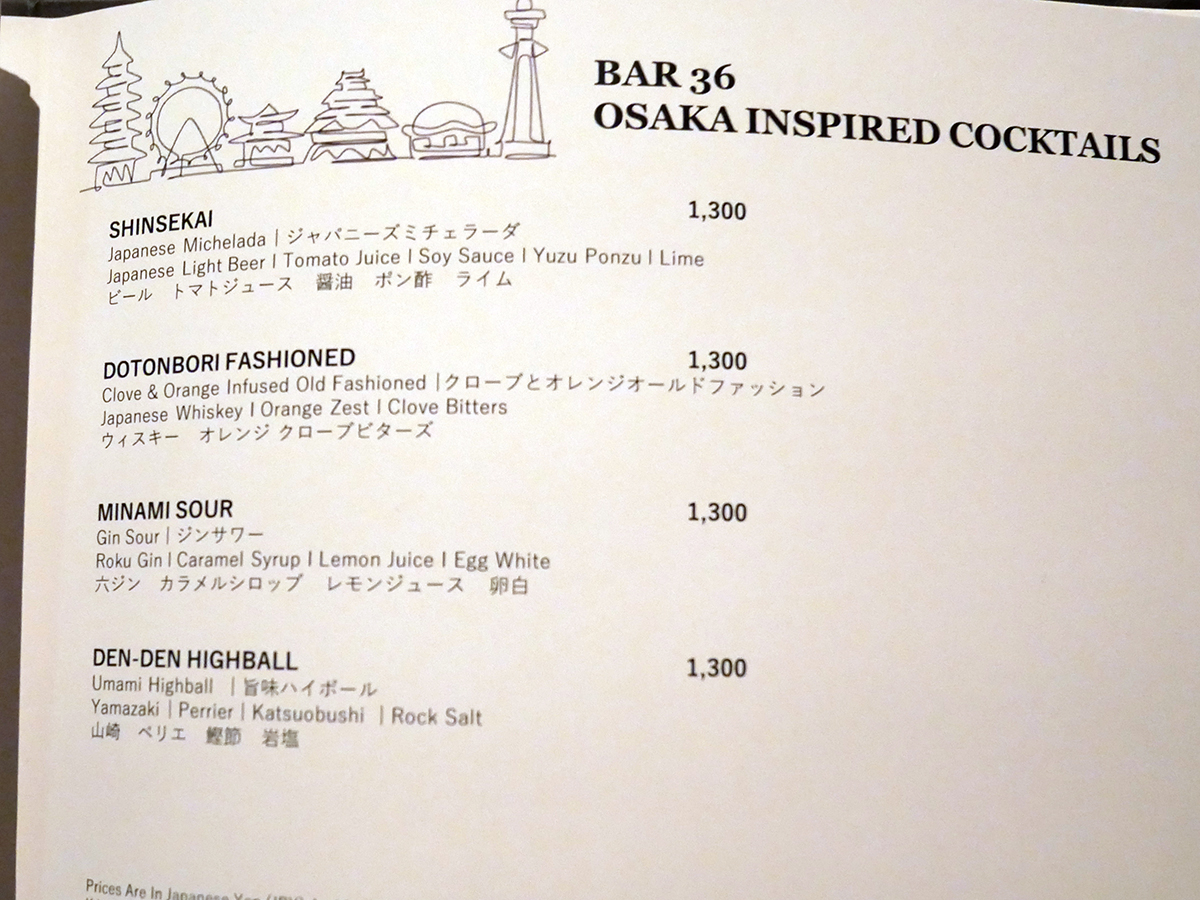 BAR 36
OSAKA INSPIRED COCKTAILS
SHINSEKAI 1,300
Japanese Michelada | ジャパニーズミチェラーダ
Japanese Light Beer | Tomato Juice | Soy Sauce | Yuzu Ponzu | Lime
ビール トマトジュース 醤油 ポン酢 ライム
DOTONBORI FASHIONED 1,300
Clove & Orange Infused Old Fashioned |クローブとオレンジオールドファッション
Japanese Whiskey | Orange Zest | Clove Bitters
ウィスキー オレンジ クローブビターズ
MINAMI SOUR 1,300
Gin Sour | ジンサワー
Roku Gin | Caramel Syrup | Lemon Juice | Egg White
六ジン カラメルシロップ レモンジュース 卵白
DEN-DEN HIGHBALL 1,300
Umami Highball | 旨味ハイボール
Yamazaki | Perrier | Katsuobushi | Rock Salt
山崎 ペリエ 鰹節 岩塩
Prices Are In Japanese Yen